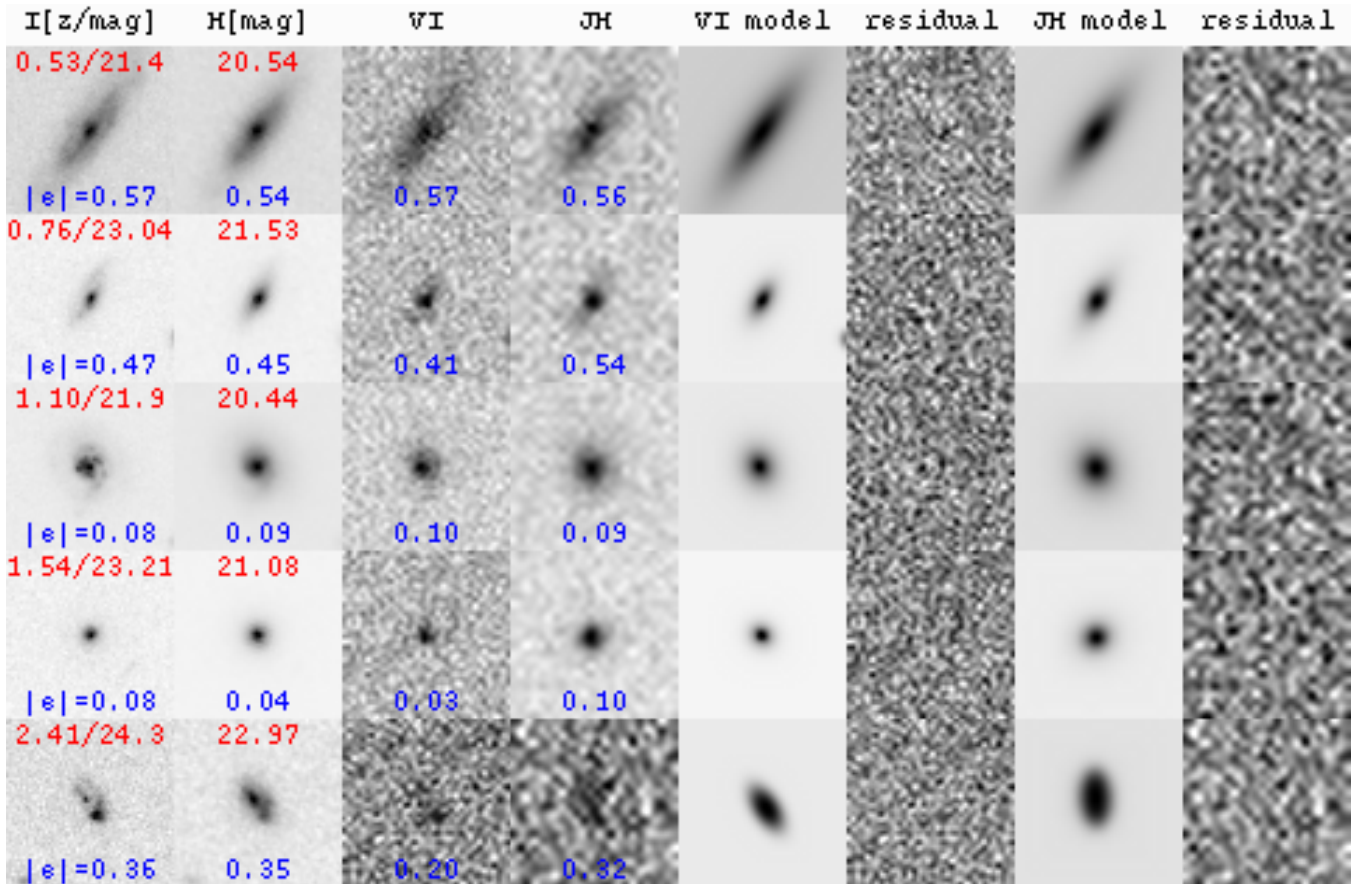 I[z/mag] H[mag] VI JH VI model residual JH model residual
0.53/21.4 20.54
|e|=0.57 0.54 0.57 0.56
0.76/23.04 21.53
|e|=0.47 0.45 0.41 0.54
1.10/21.9 20.44
|e|=0.08 0.09 0.10 0.09
1.54/23.21 21.08
|e|=0.08 0.04 0.03 0.10
2.41/24.3 22.97
|e|=0.36 0.35 0.20 0.32